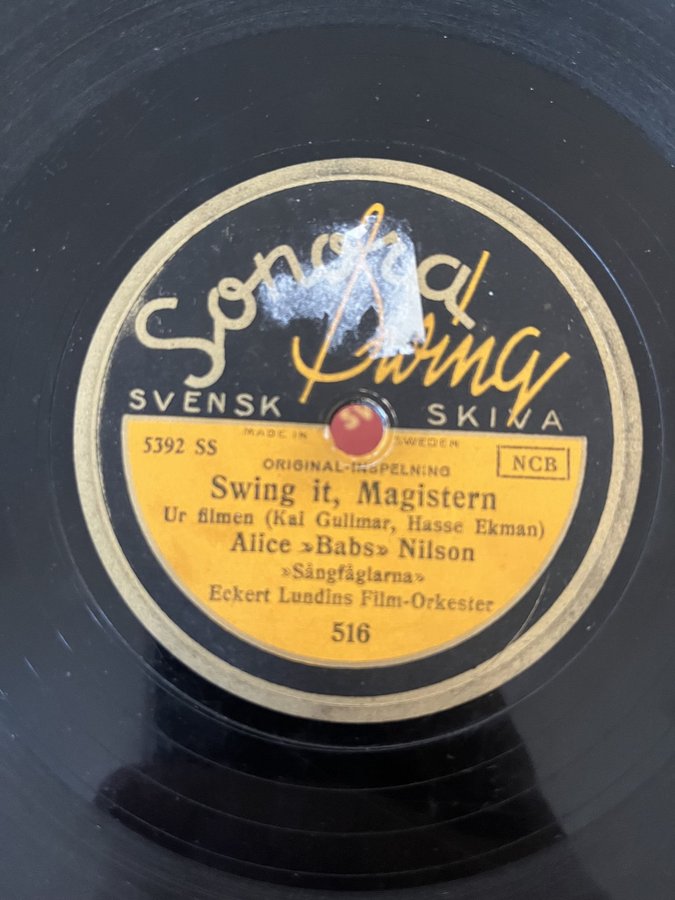 Sonora
Swing
SVENSK SKIVA
MADE IN SWEDEN
5392 SS
NCB
ORIGINAL-INSPELNING
Swing it, Magistern
Ur filmen (Kai Gullmar, Hasse Ekman)
Alice »Babs» Nilson
»Sångfåglarna»
Eckert Lundins Film-Orkester
516